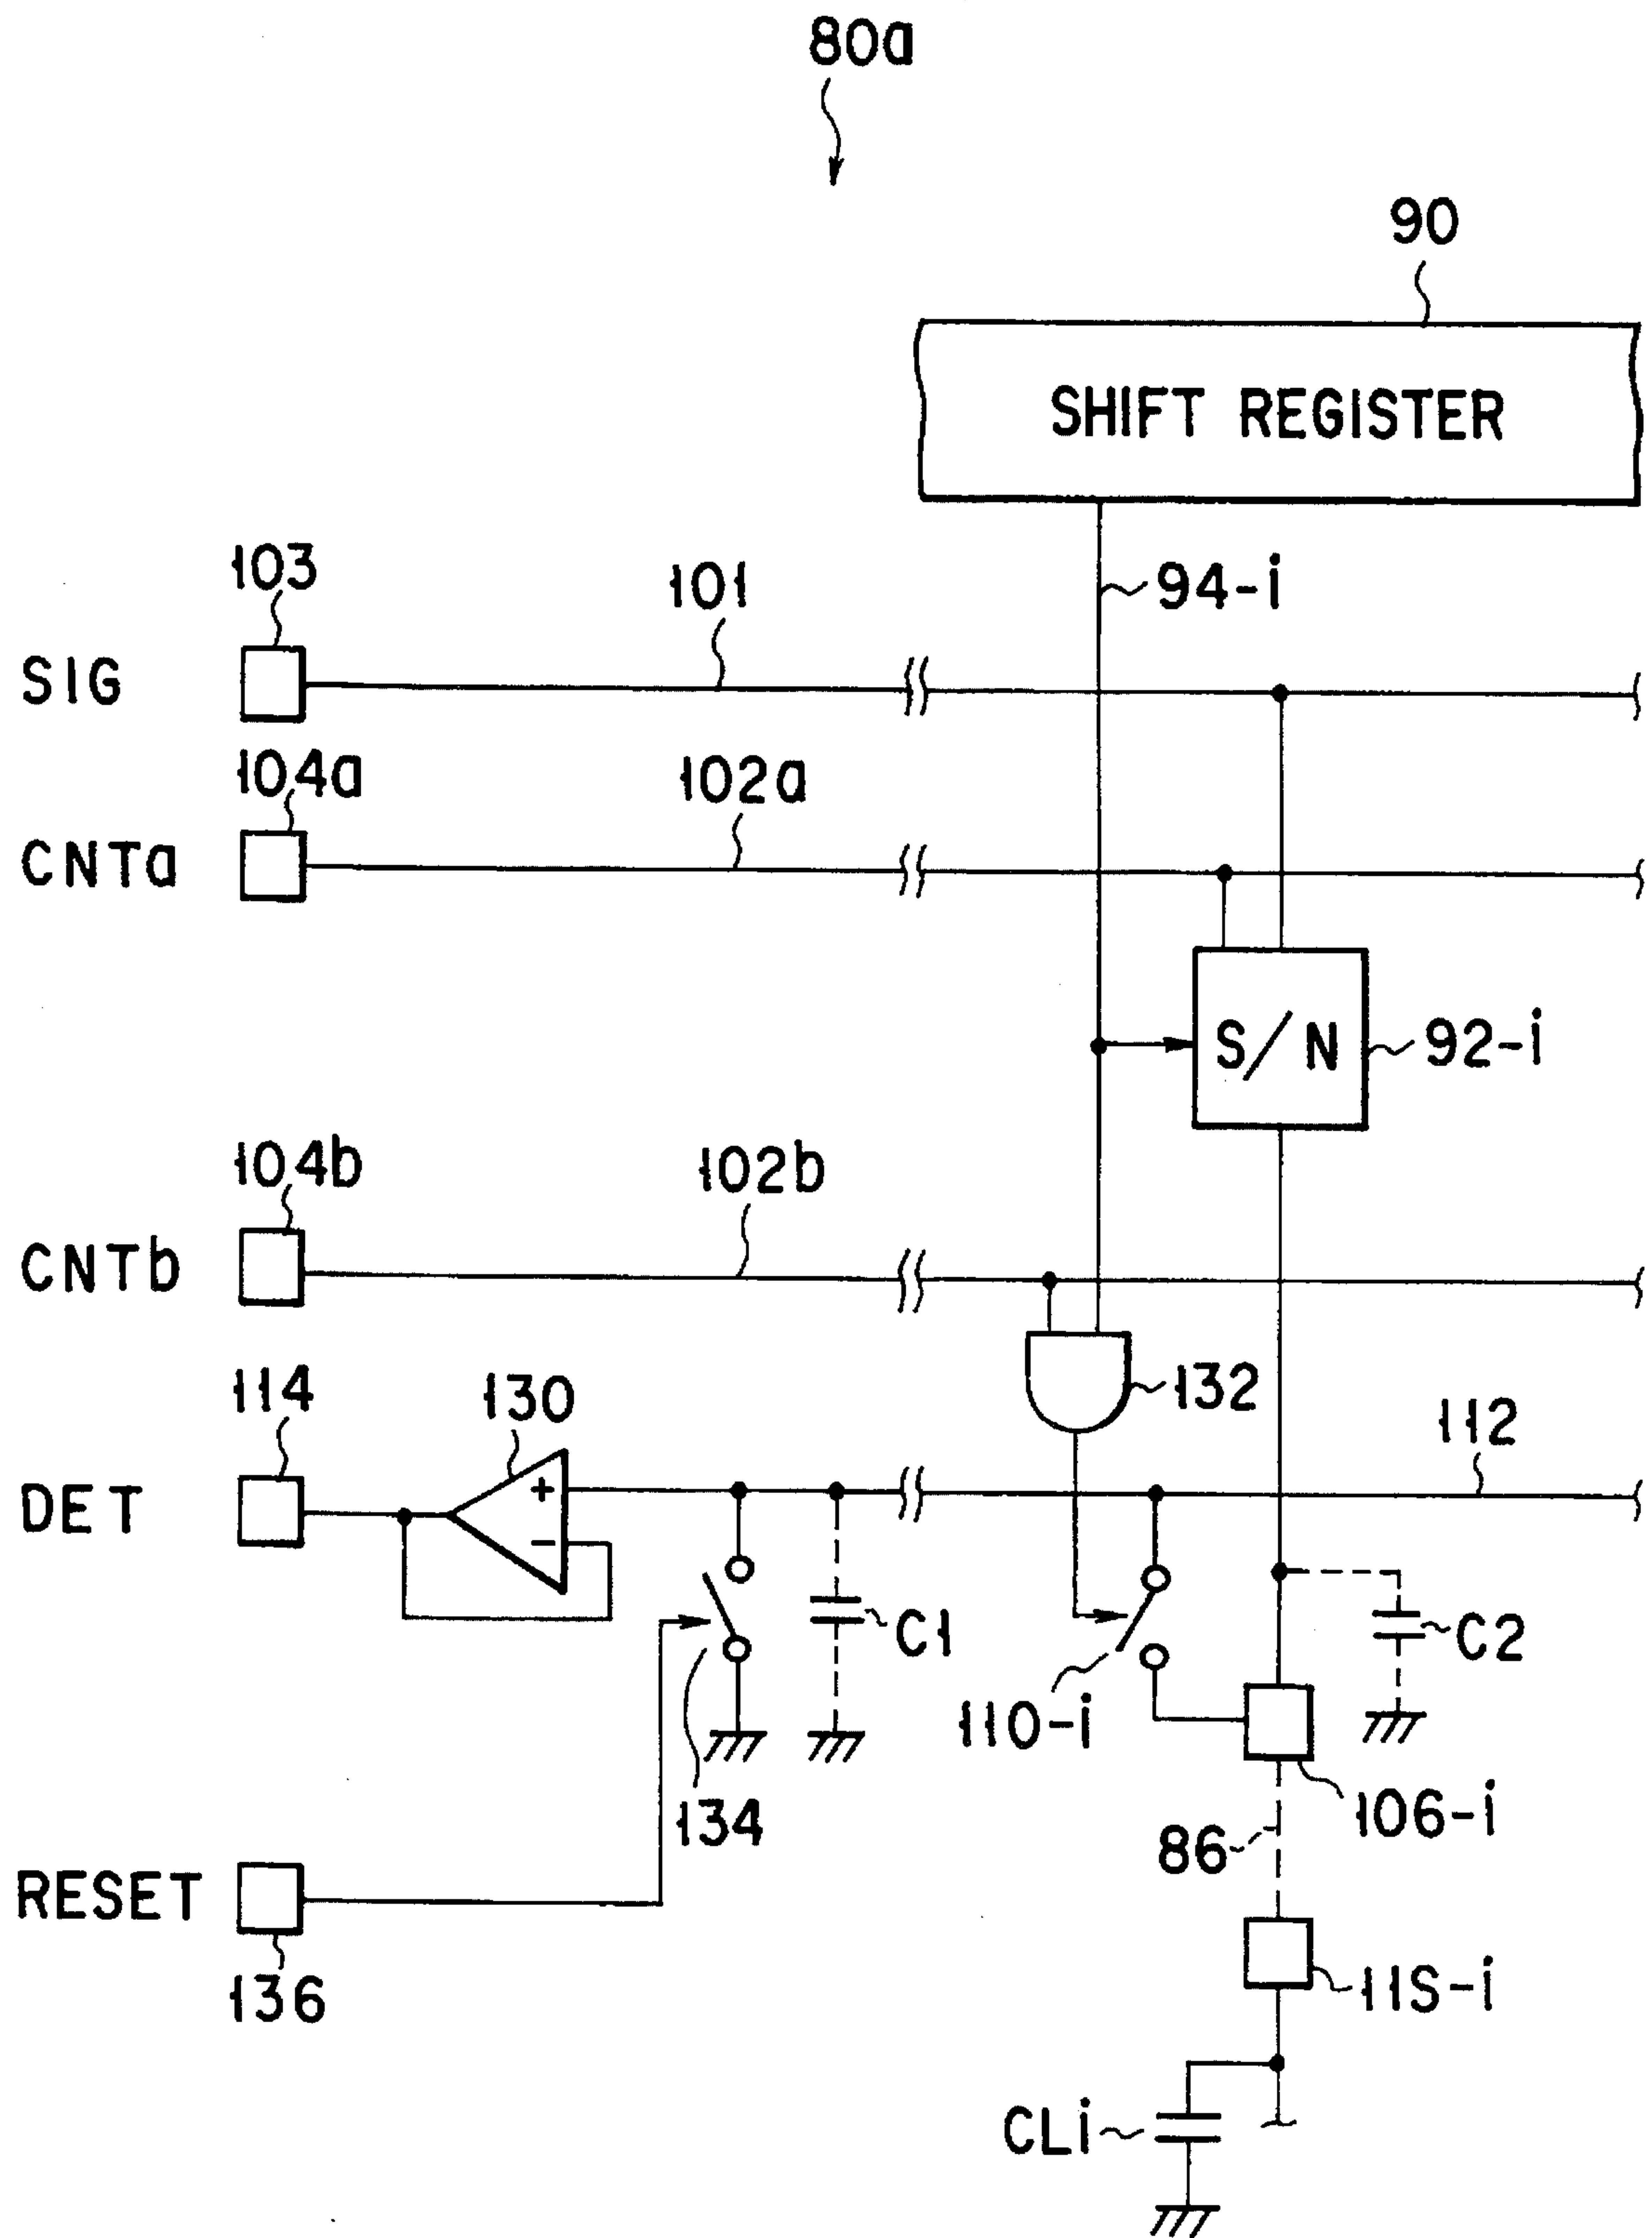 80a
90
SHIFT REGISTER
103
101
94-i
SIG
104a
102a
CNTa
S/N
92-i
104b
102b
CNTb
132
114
130
112
DET
+
−
C1
C2
110-i
134
106-i
86
RESET
136
11S-i
CLi